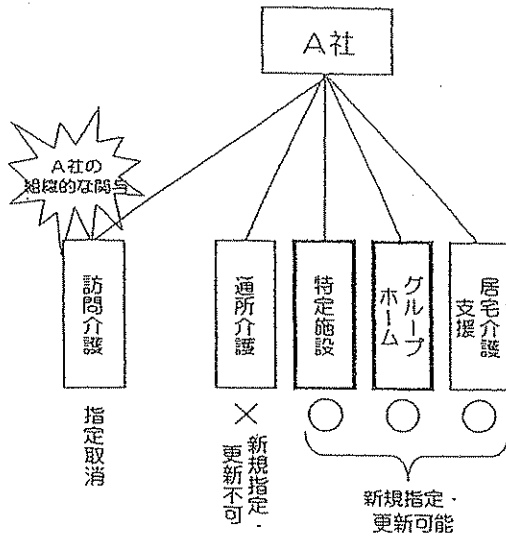 A社
A社の
組織的な関与
訪問介護
通所介護
特定施設
グループ
ホーム
居宅介護
支援
指定取消
×
新規指定・
更新不可
○
○
○
新規指定・
更新可能